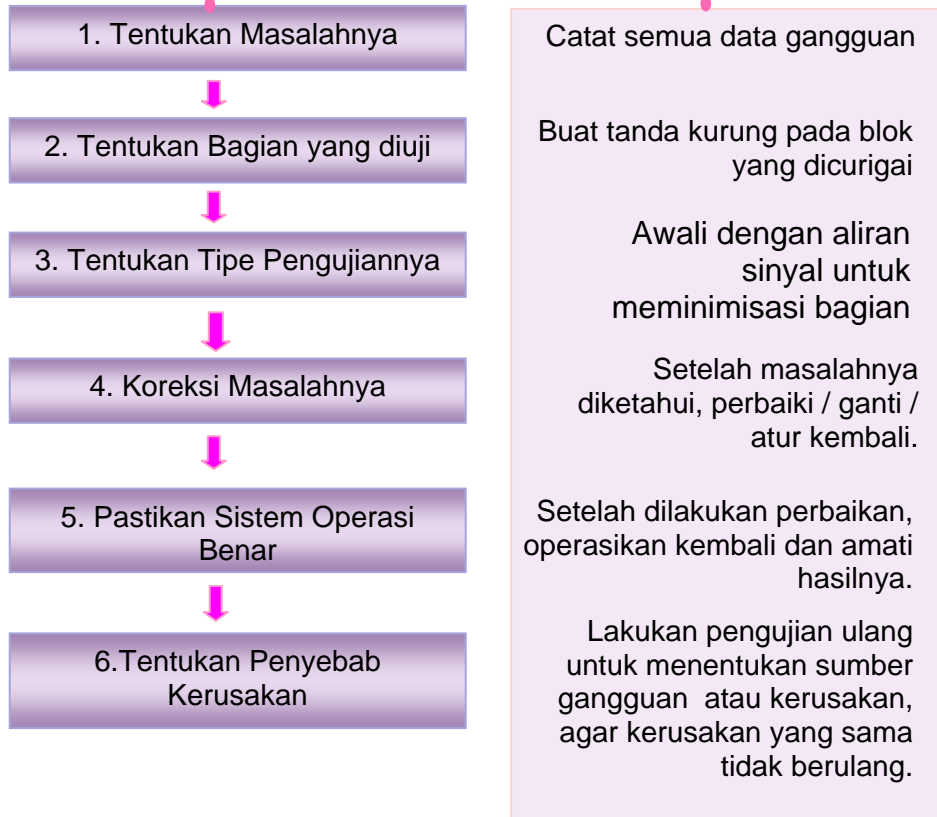 1. Tentukan Masalahnya
Catat semua data gangguan
2. Tentukan Bagian yang diuji
Buat tanda kurung pada blok
yang dicurigai
3. Tentukan Tipe Pengujiannya
Awali dengan aliran
sinyal untuk
meminimisasi bagian
4. Koreksi Masalahnya
Setelah masalahnya
diketahui, perbaiki / ganti /
atur kembali.
5. Pastikan Sistem Operasi
Benar
Setelah dilakukan perbaikan,
operasikan kembali dan amati
hasilnya.
6.Tentukan Penyebab
Kerusakan
Lakukan pengujian ulang
untuk menentukan sumber
gangguan atau kerusakan,
agar kerusakan yang sama
tidak berulang.